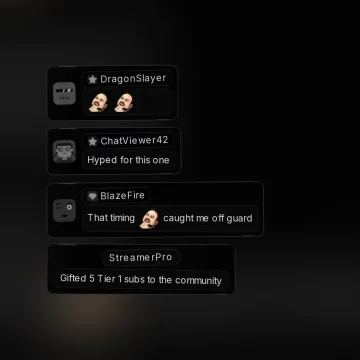 DragonSlayer
ChatViewer42
Hyped for this one
BlazeFire
That timing caught me off guard
StreamerPro
Gifted 5 Tier 1 subs to the community